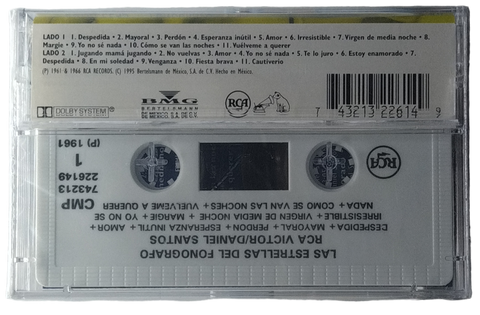 LADO 1 1. Despedida • 2. Mayoral • 3. Perdón • 4. Esperanza inútil • 5. Amor • 6. Irresistible • 7. Virgen de media noche • 8.
Margie • 9. Yo no sé nada • 10. Cómo se van las noches • 11. Vuélveme a querer
LADO 2 1. Jugando mamá jugando • 2. No vuelvas • 3. Amor • 4. Yo no sé nada • 5. Te lo juro • 6. Estoy enamorado • 7.
Despedida • 8. En mi soledad • 9. Venganza • 10. Fiesta brava • 11. Cautiverio
(P) 1961 & 1966 RCA RECORDS, (C) 1995 Bertelsmann de México, S.A. de C.V. Hecho en México.
DOLBY SYSTEM
BMG
BERTELSMANN
DE MEXICO, S.A. DE C.V.
RCA
7 43213 22614 9
LAS ESTRELLAS DEL FONOGRAFO
RCA VICTOR/DANIEL SANTOS
DESPEDIDA + MAYORAL + PERDON + ESPERANZA INUTIL + AMOR +
IRRESISTIBLE + VIRGEN DE MEDIA NOCHE + MARGIE + YO NO SE
NADA + COMO SE VAN LAS NOCHES + VUELVEME A QUERER
CMP
743213
226149
1
(P) 1961
RCA